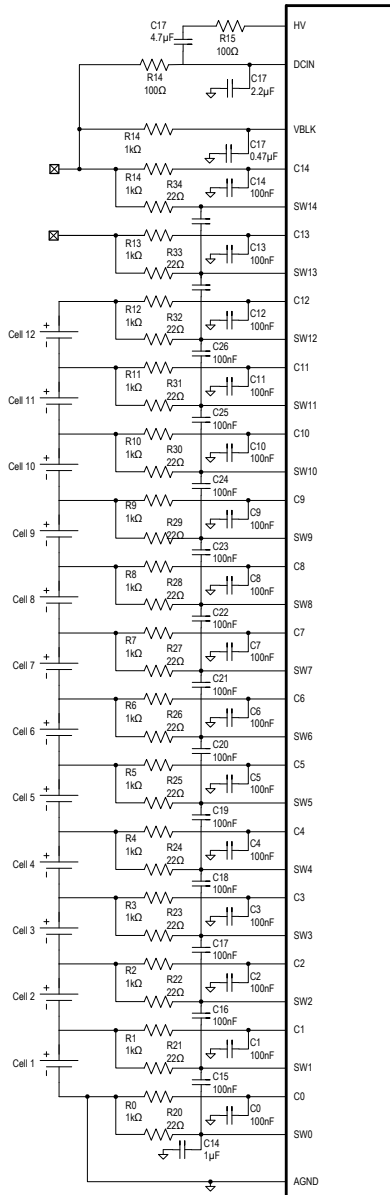 C17
4.7µF
R15
100Ω
HV
R14
100Ω
DCIN
C17
2.2µF
VBLK
R14
1kΩ
C17
0.47µF
C14
R14
1kΩ
C14
100nF
R34
22Ω
SW14
C13
R13
1kΩ
C13
100nF
R33
22Ω
SW13
C12
R12
1kΩ
C12
100nF
R32
22Ω
Cell 12
SW12
C26
100nF
C11
R11
1kΩ
C11
100nF
R31
22Ω
Cell 11
SW11
C25
100nF
C10
R10
1kΩ
C10
100nF
R30
22Ω
Cell 10
SW10
C24
100nF
C9
R9
1kΩ
C9
100nF
R29
22Ω
Cell 9
SW9
C23
100nF
C8
R8
1kΩ
C8
100nF
R28
22Ω
Cell 8
SW8
C22
100nF
C7
R7
1kΩ
C7
100nF
R27
22Ω
Cell 7
SW7
C21
100nF
C6
R6
1kΩ
C6
100nF
R26
22Ω
Cell 6
SW6
C20
100nF
C5
R5
1kΩ
C5
100nF
R25
22Ω
Cell 5
SW5
C19
100nF
C4
R4
1kΩ
C4
100nF
R24
22Ω
Cell 4
SW4
C18
100nF
C3
R3
1kΩ
C3
100nF
R23
22Ω
Cell 3
SW3
C17
100nF
C2
R2
1kΩ
C2
100nF
R22
22Ω
Cell 2
SW2
C16
100nF
C1
R1
1kΩ
C1
100nF
R21
22Ω
Cell 1
SW1
C15
100nF
C0
R0
1kΩ
C0
100nF
R20
22Ω
SW0
C14
1µF
AGND